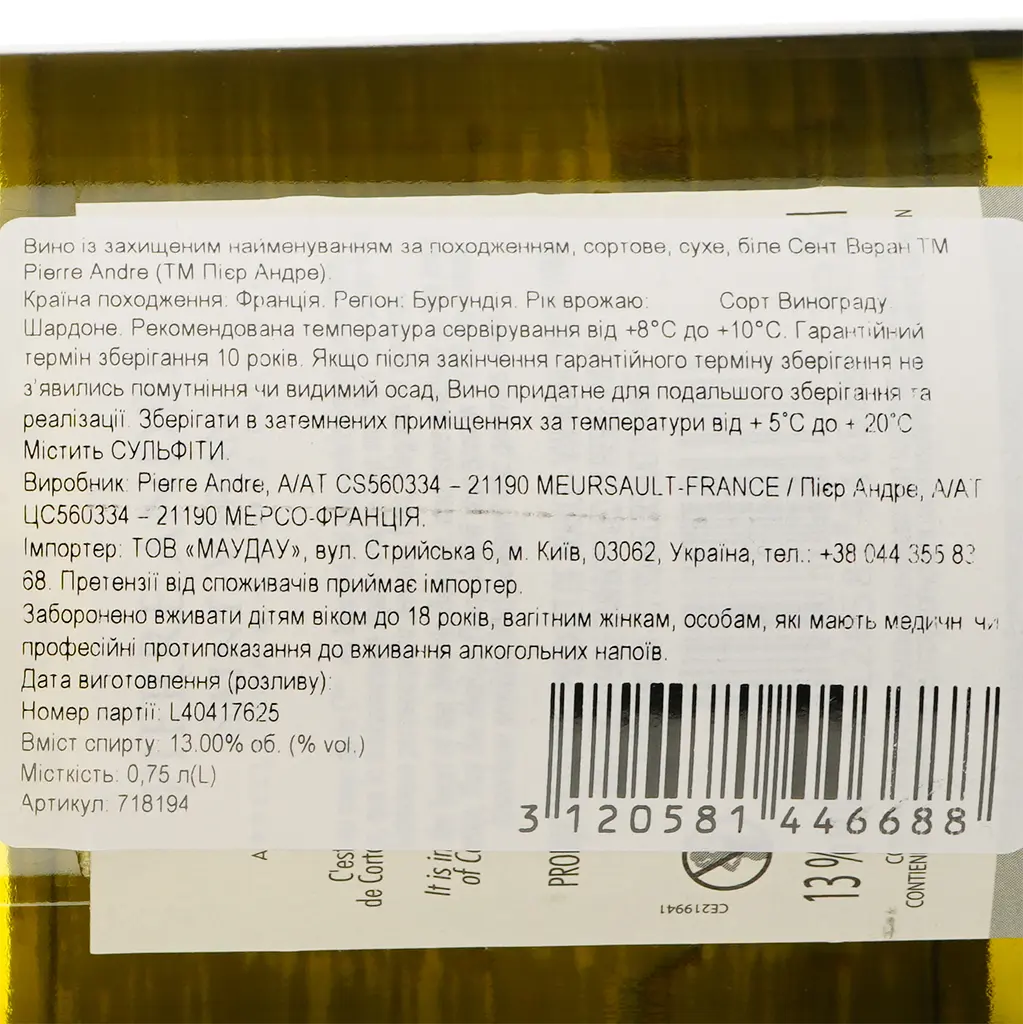 Вино із захищеним найменуванням за походженням, сортове, сухе, біле Сент Веран ТМ
Pierre Andre (ТМ Пієр Андре).
Країна походження: Франція. Регіон: Бургундія. Рік врожаю: Сорт Винограду
Шардоне. Рекомендована температура сервірування від +8°C до +10°C. Гарантійний
термін зберігання 10 років. Якщо після закінчення гарантійного терміну зберігання не
з'явились помутніння чи видимий осад, Вино придатне для подальшого зберігання та
реалізації. Зберігати в затемнених приміщеннях за температури від + 5°C до + 20°C
Містить СУЛЬФІТИ.
Виробник: Pierre Andre, A/AT CS560334 – 21190 MEURSAULT-FRANCE / Пієр Андре, А/АТ
ЦС560334 – 21190 МЕРСО-ФРАНЦІЯ.
Імпортер: ТОВ «МАУДАУ», вул. Стрийська 6, м. Київ, 03062, Україна, тел.: +38 044 355 83
68. Претензії від споживачів приймає імпортер.
Заборонено вживати дітям віком до 18 років, вагітним жінкам, особам, які мають медичн чи
професійні протипоказання до вживання алкогольних напоїв.
Дата виготовлення (розливу):
Номер партії: L40417625
Вміст спирту: 13.00% об. (% vol.)
Місткість: 0,75 л(L)
Артикул: 718194
3 120581 446688
A
C'est
de Corto
It is in
of C
PROI
CE219941
13%
CONTIEN
N